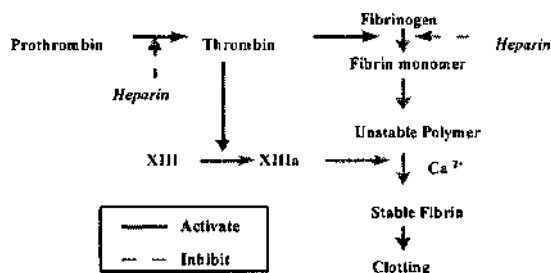 Fibrinogen
Prothrombin Thrombin Heparin
Fibrin monomer
Heparin
Unstable Polymer
XIII XIIIa Ca 2+
Stable Fibrin
Activate
Inhibit
Clotting